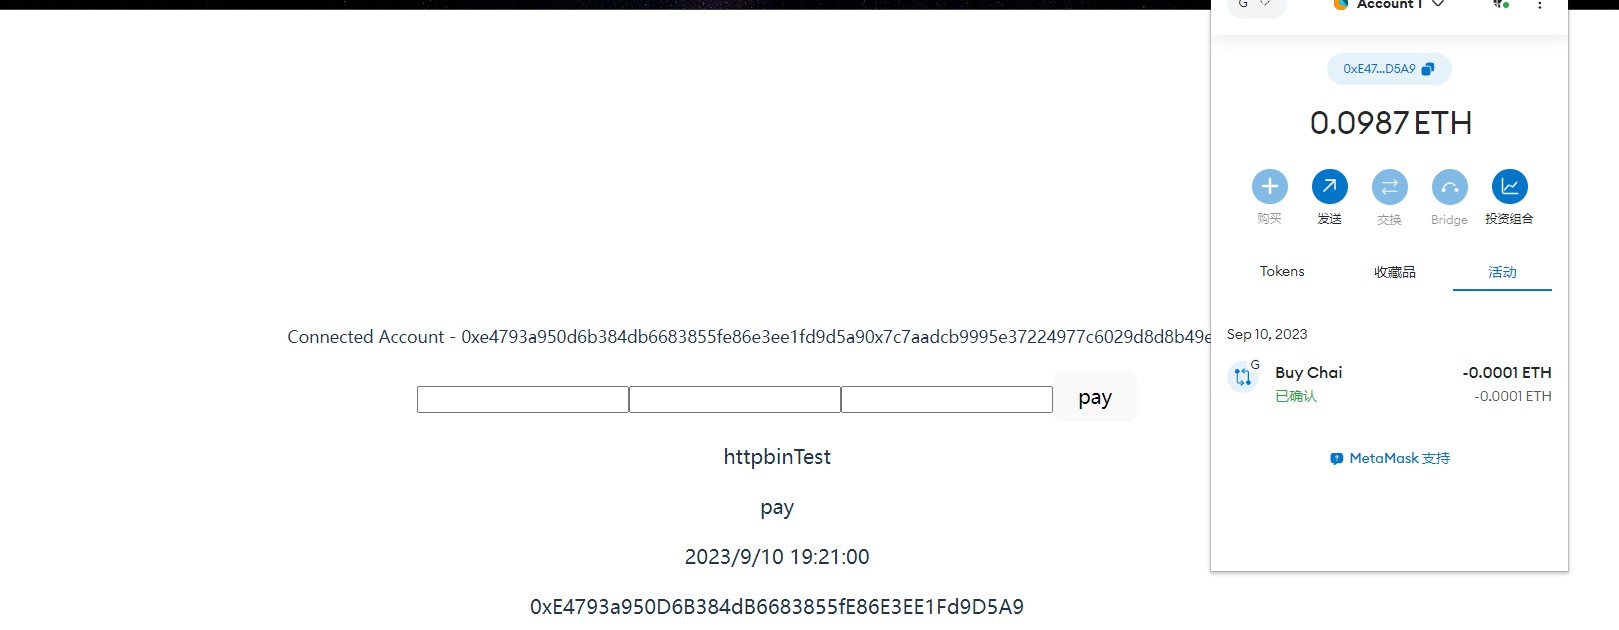 Connected Account - 0xe4793a950d6b384db6683855fe86e3ee1fd9d5a90x7c7aadcb9995e37224977c6029d8d8b49e
pay
httpbinTest
pay
2023/9/10 19:21:00
0xE4793a950D6B384dB6683855fE86E3EE1Fd9D5A9
G
Account 1
0xE47...D5A9
0.0987 ETH
购买 发送 交换 Bridge 投资组合
Tokens 收藏品 活动
Sep 10, 2023
G
Buy Chai -0.0001 ETH
已确认 -0.0001 ETH
MetaMask 支持